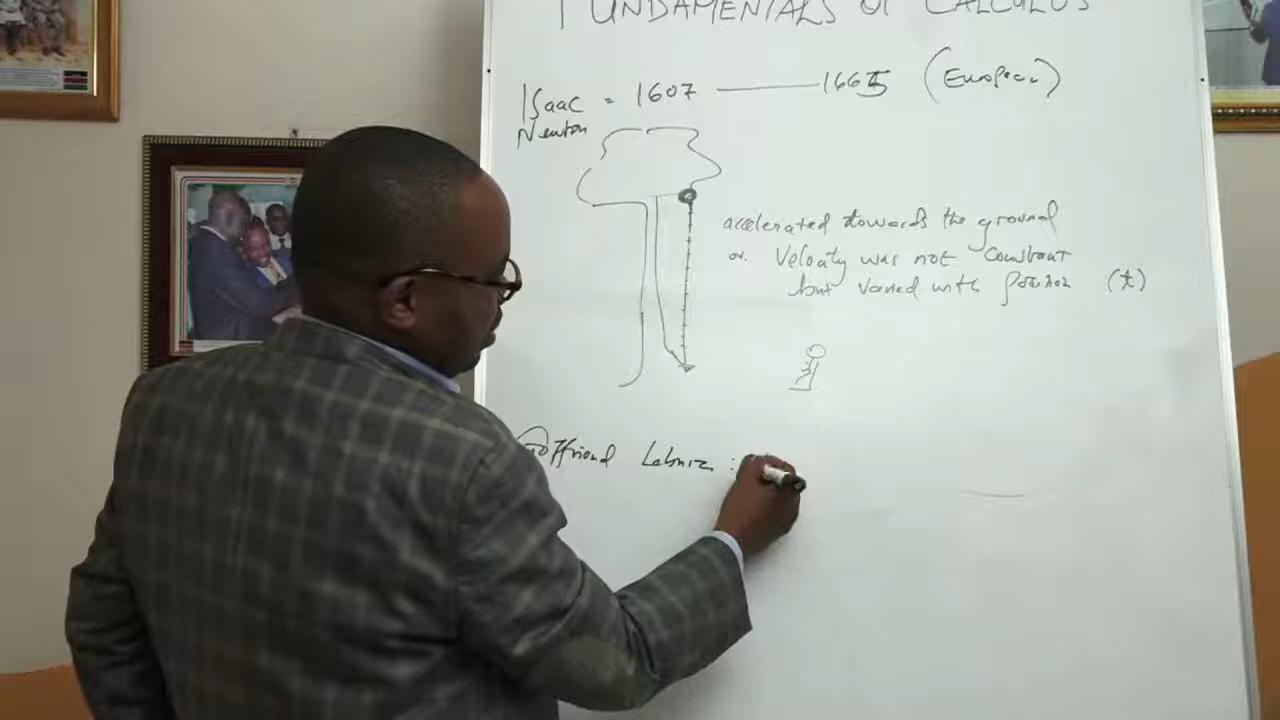 FUNDAMENTALS OF CALCULUS
Isaac = 1607 — 1665 (European)
Newton
accelerated towards the ground
or. Velocity was not constant
but varied with position (t)
Gottfriend Lebniz :